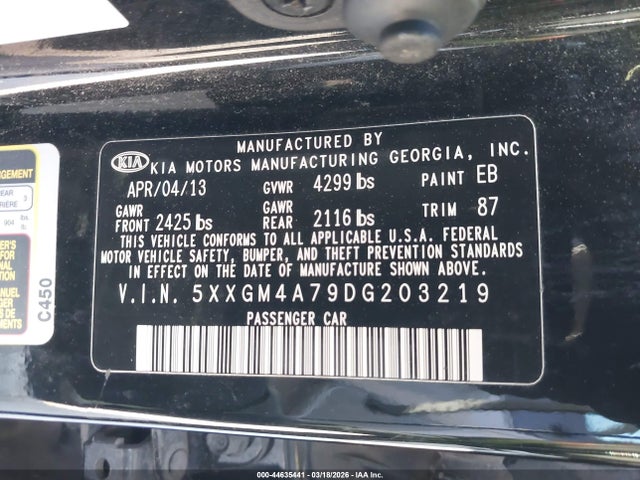 MANUFACTURED BY
KIA KIA MOTORS MANUFACTURING GEORGIA, INC.
APR/04/13 GVWR 4299 lbs PAINT EB
GAWR FRONT 2425 lbs GAWR REAR 2116 lbs TRIM 87
THIS VEHICLE CONFORMS TO ALL APPLICABLE U.S.A. FEDERAL
MOTOR VEHICLE SAFETY, BUMPER, AND THEFT PREVENTION STANDARDS
IN EFFECT ON THE DATE OF MANUFACTURE SHOWN ABOVE.
V.I.N. 5XXGM4A79DG203219
PASSENGER CAR
C450
000-44635441 - 03/18/2026 - IAA Inc.